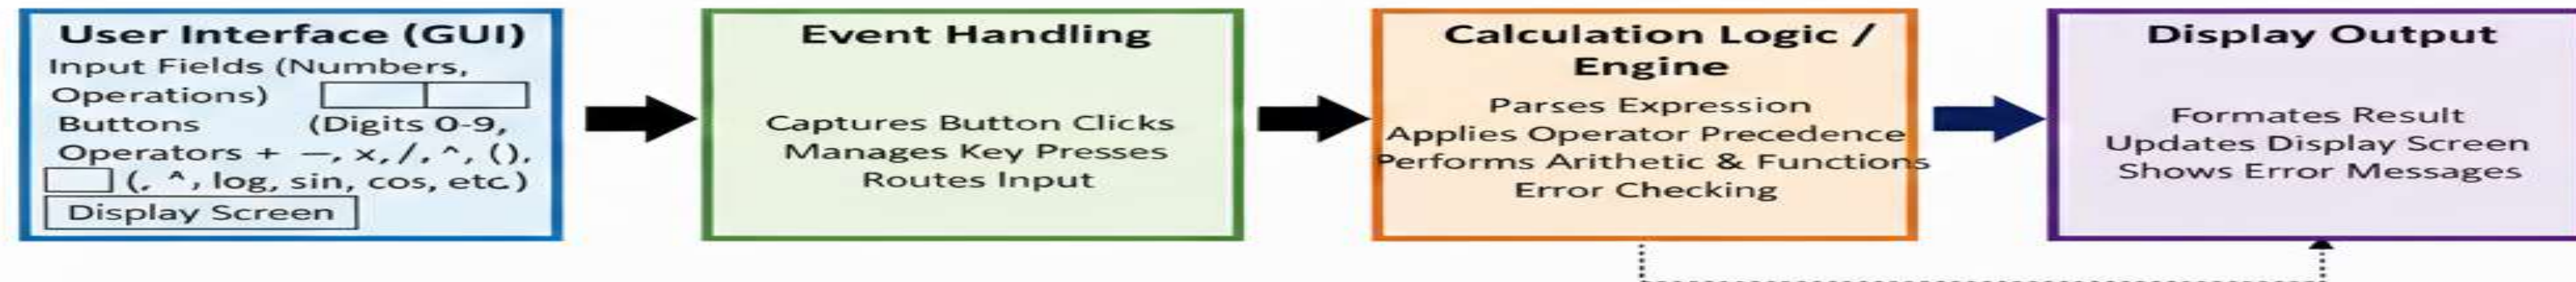 User Interface (GUI)
Input Fields (Numbers,
Operations)
Buttons (Digits 0-9,
Operators + —, x, /, ^, (),
(, ^, log, sin, cos, etc.)
Display Screen
Event Handling
Captures Button Clicks
Manages Key Presses
Routes Input
Calculation Logic /
Engine
Parses Expression
Applies Operator Precedence
Performs Arithetic & Functions
Error Checking
Display Output
Formates Result
Updates Display Screen
Shows Error Messages